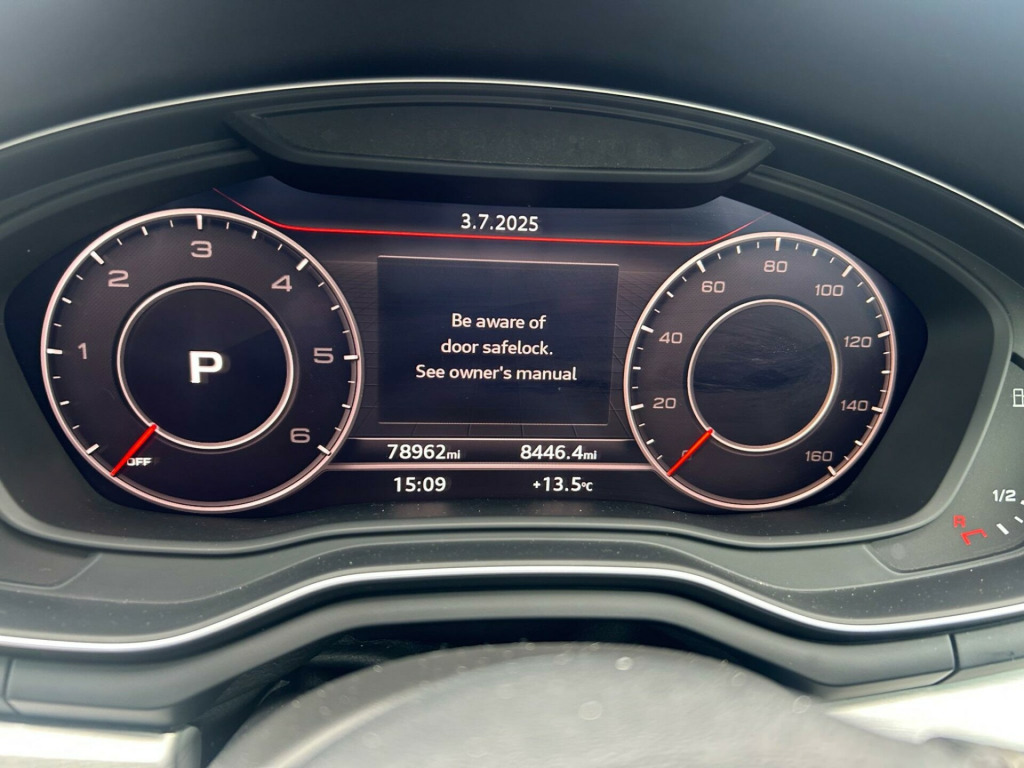 3.7.2025
1 2 3 4 5 6
P
OFF
Be aware of
door safelock.
See owner's manual
0 20 40 60 80 100 120 140 160
78962mi 8446.4mi
15:09 +13.5°C
1/2